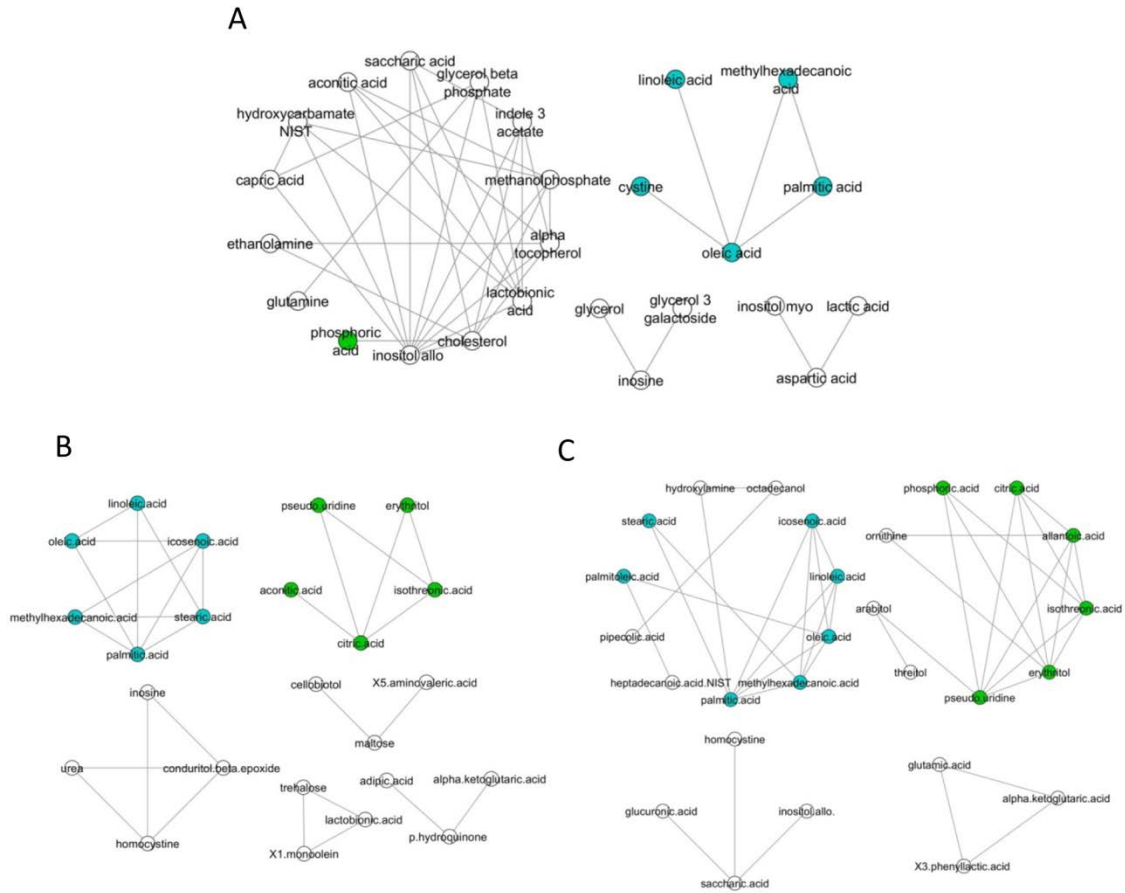 A
saccharic acid
glycerol beta
phosphate
aconitic acid
indole 3
acetate
hydroxycarbamate
NIST
capric acid
methanolphosphate
ethanolamine
alpha
tocopherol
glutamine
lactobionic
acid
phosphoric
acid
inositol allo
cholesterol
linoleic acid
methylhexadecanoic
acid
cystine
palmitic acid
oleic acid
glycerol
glycerol 3
galactoside
inosine
inositol myo
lactic acid
aspartic acid
B
linoleic.acid
oleic.acid
icosenoic.acid
methylhexadecanoic.acid
stearic.acid
palmitic.acid
pseudo.uridine
erythritol
aconitic.acid
isothreonic.acid
citric.acid
inosine
urea
conduritol.beta.epoxide
homocystine
cellobiotol
X5.aminovaleric.acid
maltose
trehalose
lactobionic.acid
X1.monoolein
adipic.acid
alpha.ketoglutaric.acid
p.hydroquinone
C
hydroxylamine
octadecanol
stearic.acid
icosenoic.acid
palmitoleic.acid
linoleic.acid
pipecolic.acid
oleic.acid
heptadecanoic.acid.NIST
methylhexadecanoic.acid
palmitic.acid
phosphoric.acid
citric.acid
ornithine
allantoic.acid
arabitol
isothreonic.acid
threitol
erythritol
pseudo.uridine
homocystine
glucuronic.acid
inositol.allo.
saccharic.acid
glutamic.acid
alpha.ketoglutaric.acid
X3.phenyllactic.acid